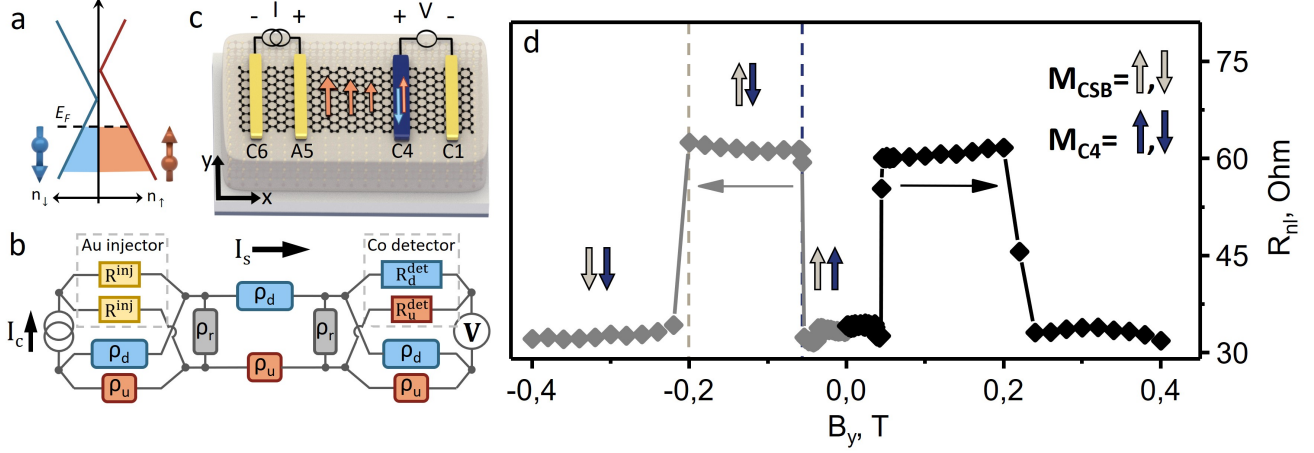 a
E_F
n↓
n↑
b
Au injector
I_s
Co detector
R^inj
R_d^det
R^inj
ρ_d
R_u^det
I_c
ρ_r
ρ_r
V
ρ_d
ρ_d
ρ_u
ρ_u
ρ_u
c
- I +
+ V -
C6
A5
C4
C1
y
x
d
M_CSB= ,
M_C4= ,
75
60
45
30
R_nl, Ohm
-0,4
-0,2
0,0
0,2
0,4
B_y, T